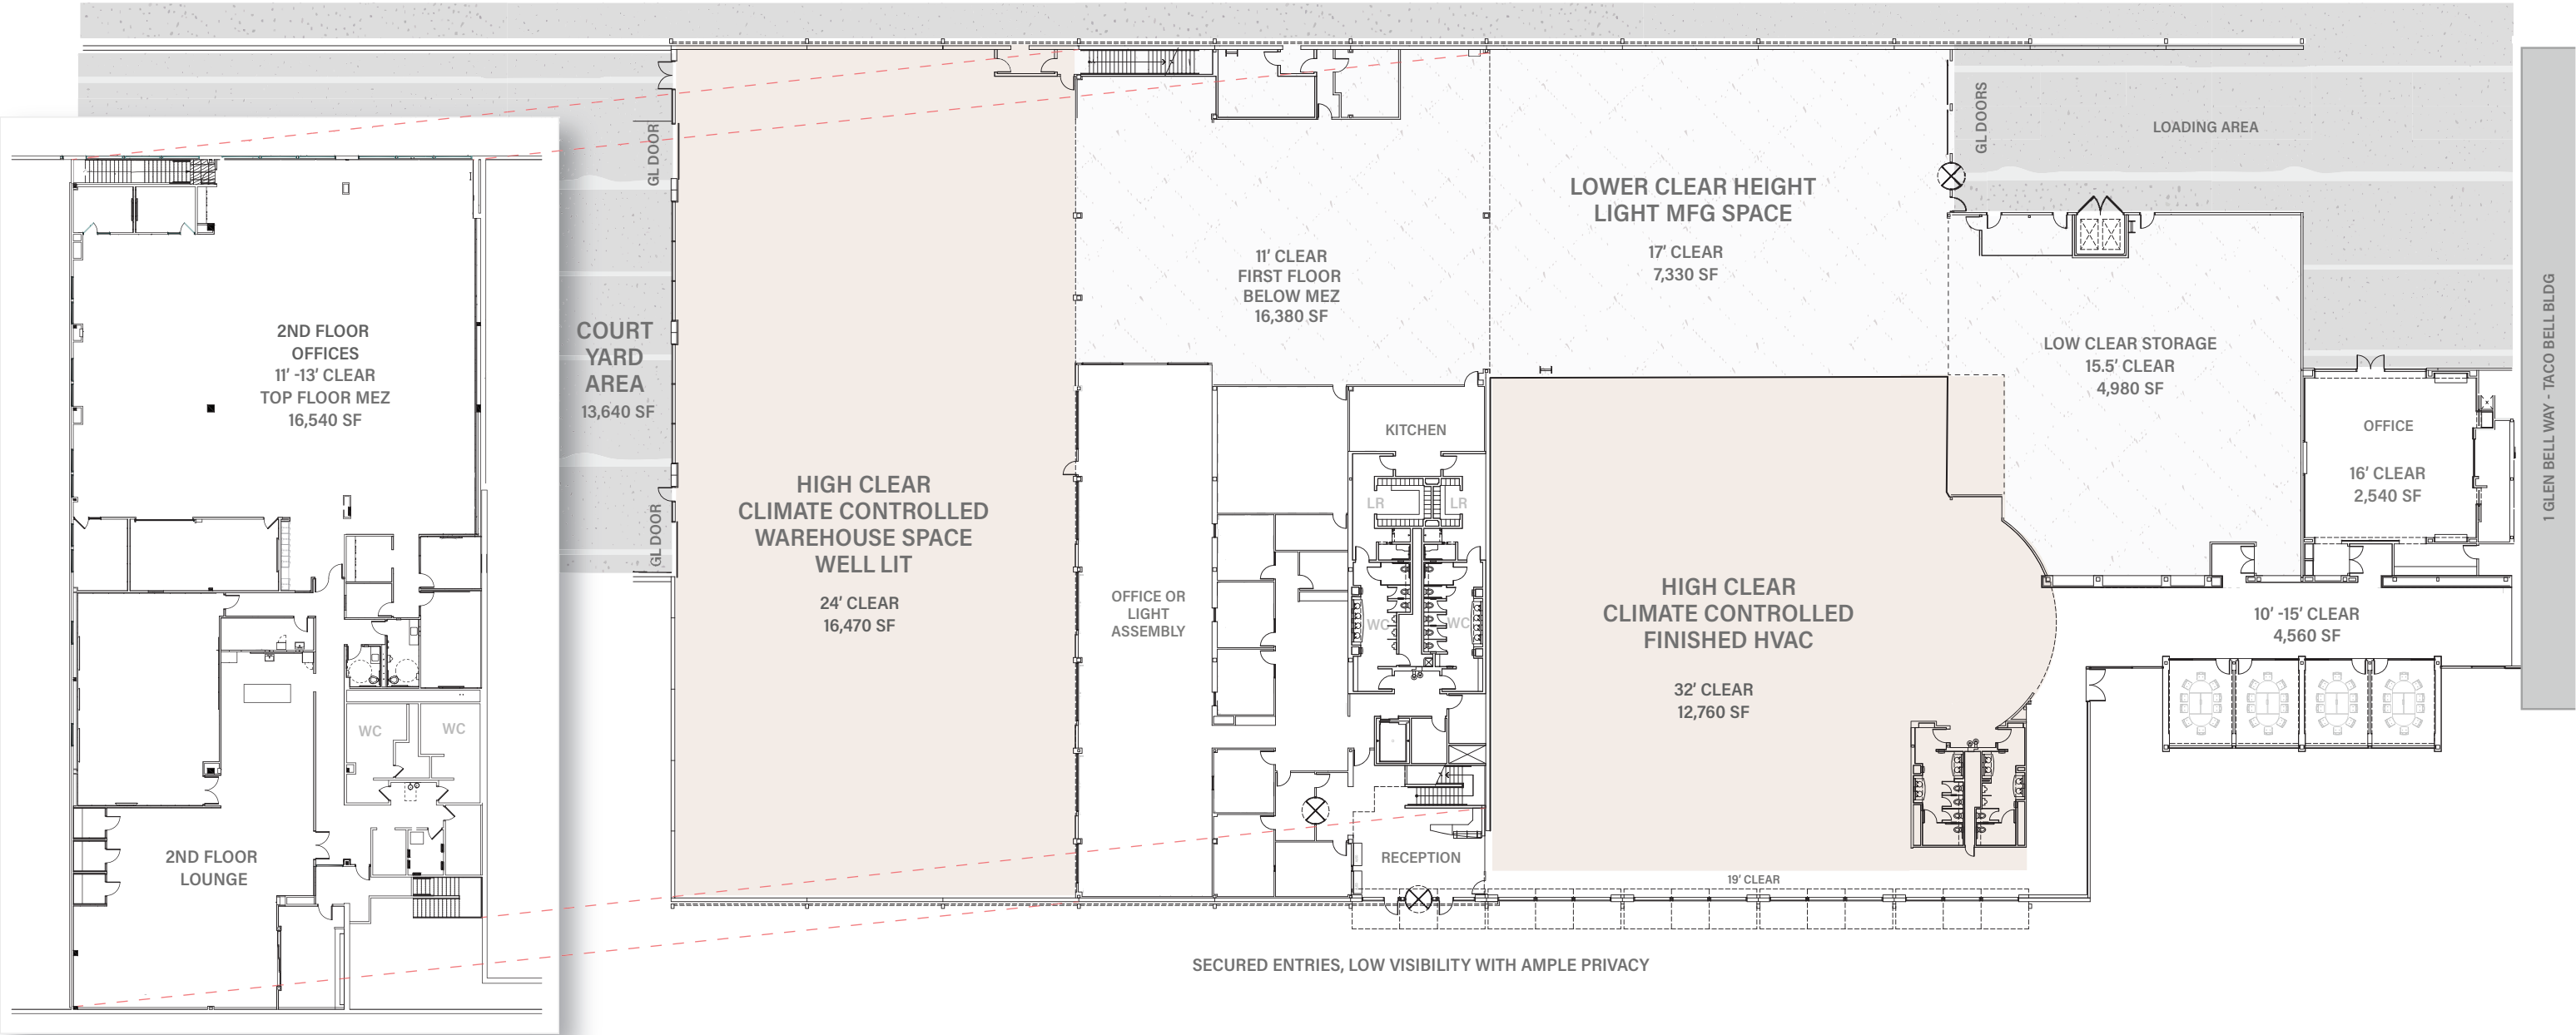 2ND FLOOR
OFFICES
11' -13' CLEAR
TOP FLOOR MEZ
16,540 SF
WC
WC
2ND FLOOR
LOUNGE
COURT
YARD
AREA
13,640 SF
GL DOOR
GL DOOR
HIGH CLEAR
CLIMATE CONTROLLED
WAREHOUSE SPACE
WELL LIT
24' CLEAR
16,470 SF
11' CLEAR
FIRST FLOOR
BELOW MEZ
16,380 SF
OFFICE OR
LIGHT
ASSEMBLY
KITCHEN
LR
LR
WC
WC
RECEPTION
LOWER CLEAR HEIGHT
LIGHT MFG SPACE
17' CLEAR
7,330 SF
HIGH CLEAR
CLIMATE CONTROLLED
FINISHED HVAC
32' CLEAR
12,760 SF
19' CLEAR
GL DOORS
LOADING AREA
LOW CLEAR STORAGE
15.5' CLEAR
4,980 SF
OFFICE
16' CLEAR
2,540 SF
10' -15' CLEAR
4,560 SF
1 GLEN BELL WAY - TACO BELL BLDG
SECURED ENTRIES, LOW VISIBILITY WITH AMPLE PRIVACY